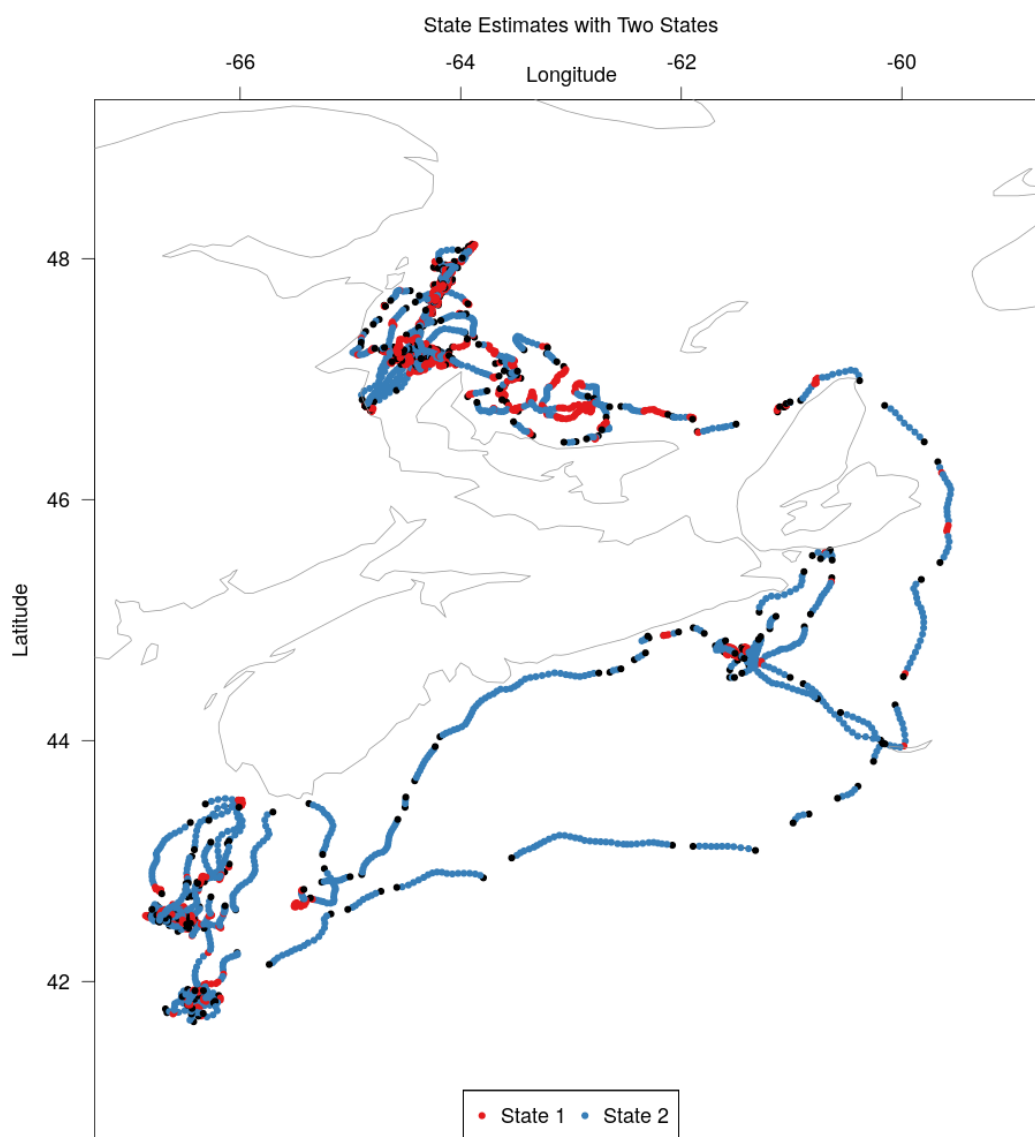 State Estimates with Two States
-66 -64 -62 -60
Longitude
48
46
Latitude
44
42
State 1 State 2